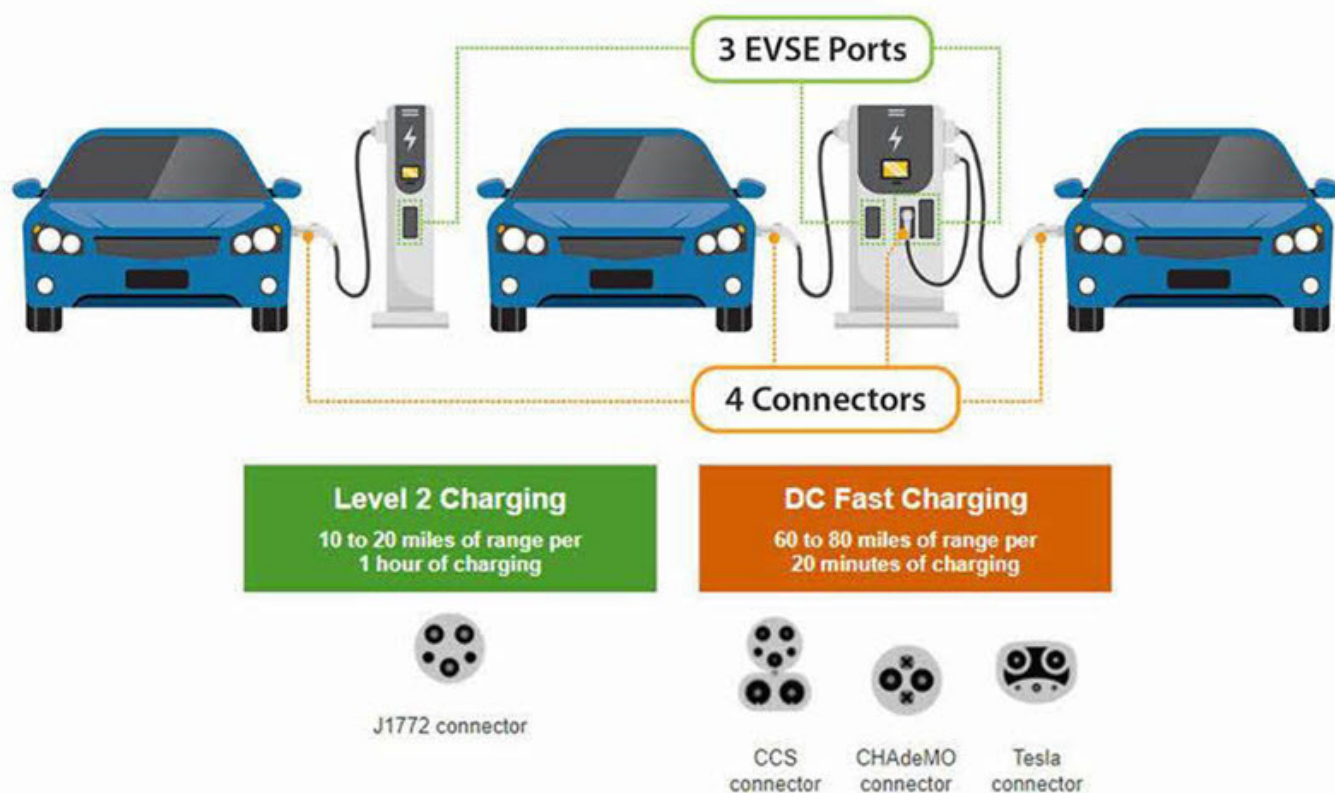 3 EVSE Ports
4 Connectors
Level 2 Charging
10 to 20 miles of range per
1 hour of charging
DC Fast Charging
60 to 80 miles of range per
20 minutes of charging
J1772 connector
CCS
connector
CHAdeMO
connector
Tesla
connector